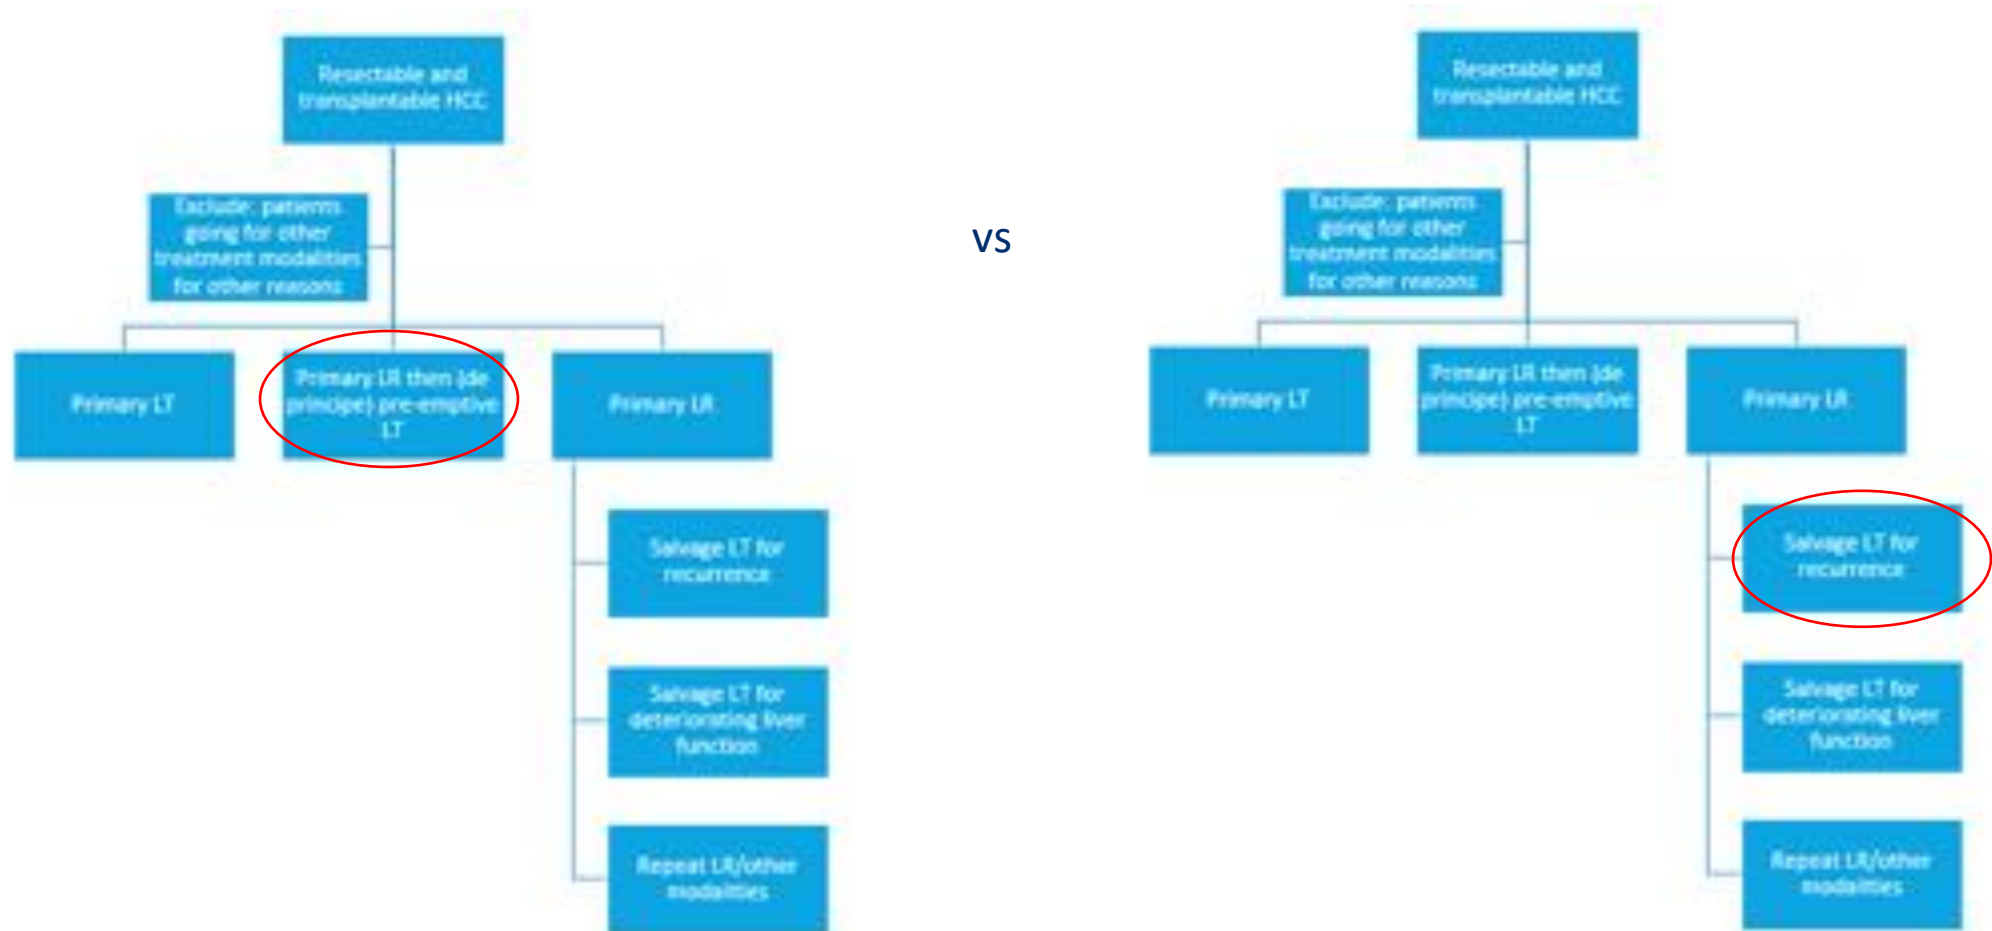 Resectable and
transplantable HCC
Exclude: patients
going for other
treatment modalities
for other reasons
Primary LT
Primary LR then (de
principe) pre-emptive
LT
Primary LR
Salvage LT for
recurrence
Salvage LT for
deteriorating liver
function
Repeat LR/other
modalities
vs
Resectable and
transplantable HCC
Exclude: patients
going for other
treatment modalities
for other reasons
Primary LT
Primary LR then (de
principe) pre-emptive
LT
Primary LR
Salvage LT for
recurrence
Salvage LT for
deteriorating liver
function
Repeat LR/other
modalities